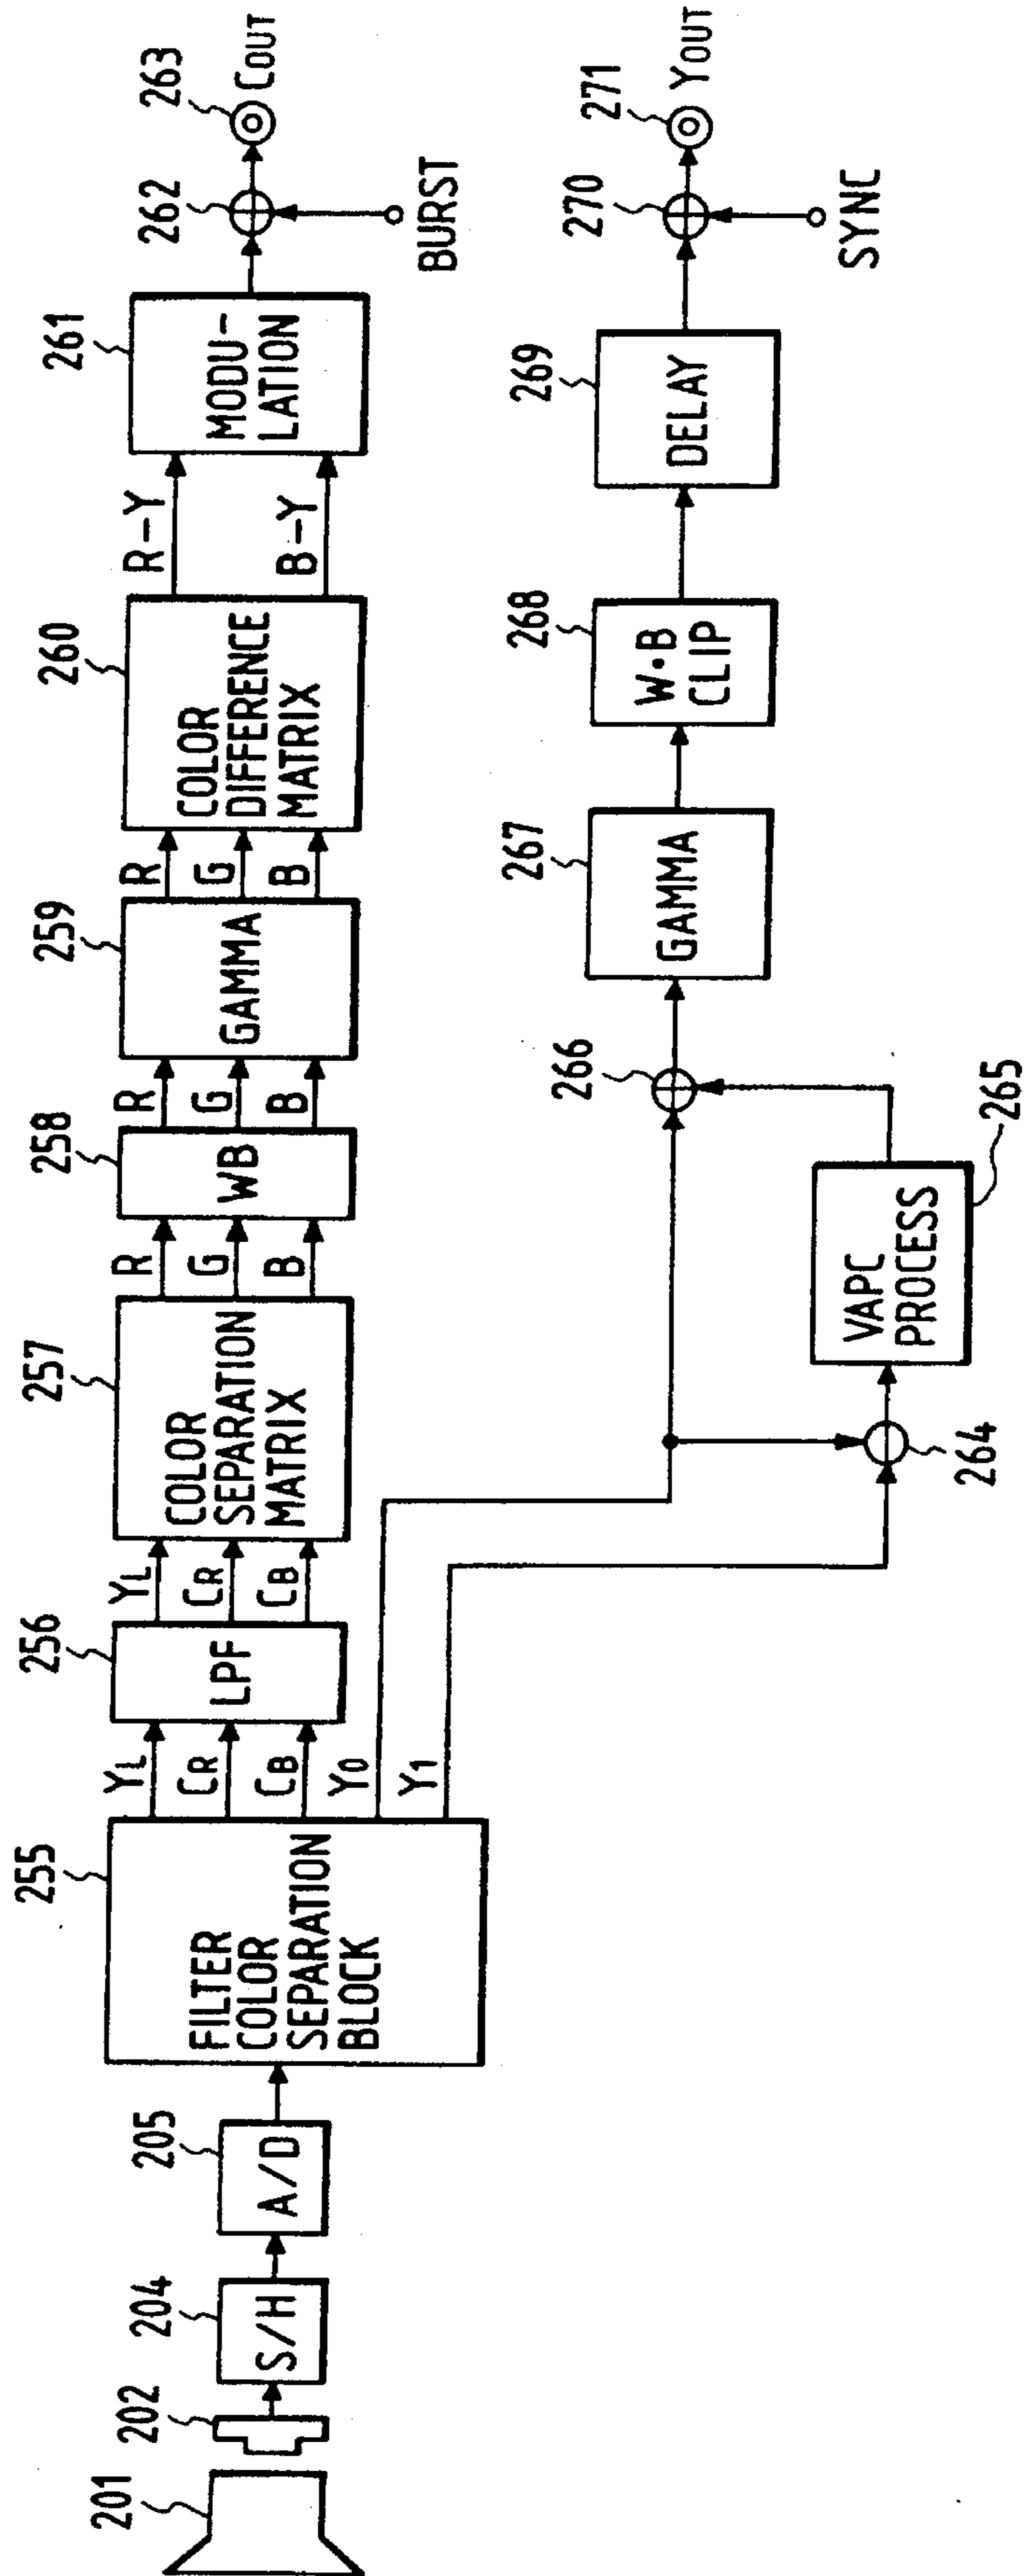 201
202
204
S/H
205
A/D
255
FILTER
COLOR
SEPARATION
BLOCK
YL
CR
CB
Y0
Y1
256
LPF
YL
CR
CB
257
COLOR
SEPARATION
MATRIX
R
G
B
258
WB
R
G
B
259
GAMMA
R
G
B
260
COLOR
DIFFERENCE
MATRIX
R-Y
B-Y
261
MODU-
LATION
262
BURST
263
COUT
264
VAPC
PROCESS
265
266
267
GAMMA
268
W·B
CLIP
269
DELAY
270
SYNC
271
YOUT